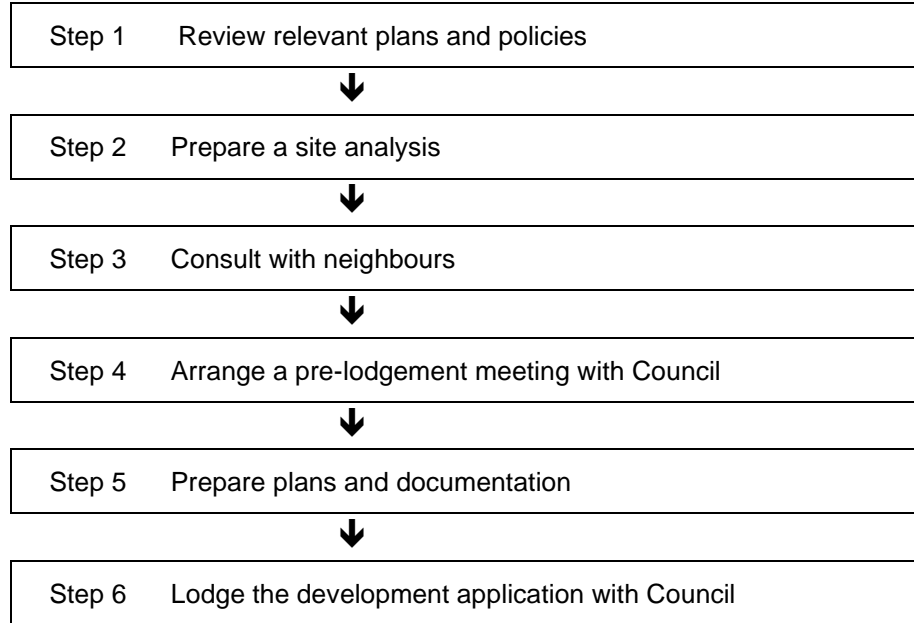 Step 1 Review relevant plans and policies
Step 2 Prepare a site analysis
Step 3 Consult with neighbours
Step 4 Arrange a pre-lodgement meeting with Council
Step 5 Prepare plans and documentation
Step 6 Lodge the development application with Council